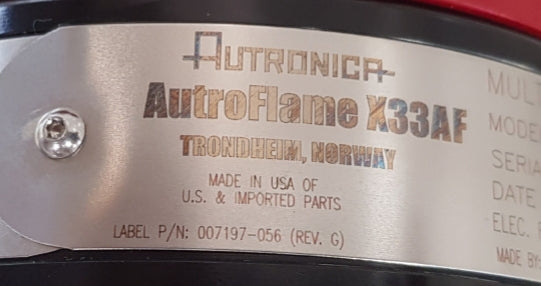 AUTRONICA
AutroFlame X33AF
TRONDHEIM, NORWAY
MADE IN USA OF
U.S. & IMPORTED PARTS
LABEL P/N: 007197-056 (REV. G)
MULT
MODE
SERIA
DATE
ELEC.
MADE BY: